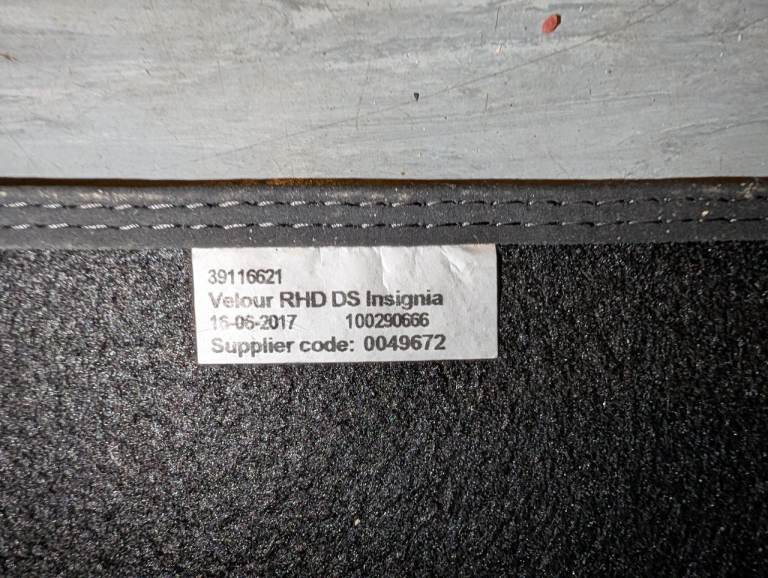 39116621
Velour RHD DS Insignia
16-06-2017 100290666
Supplier code: 0049672